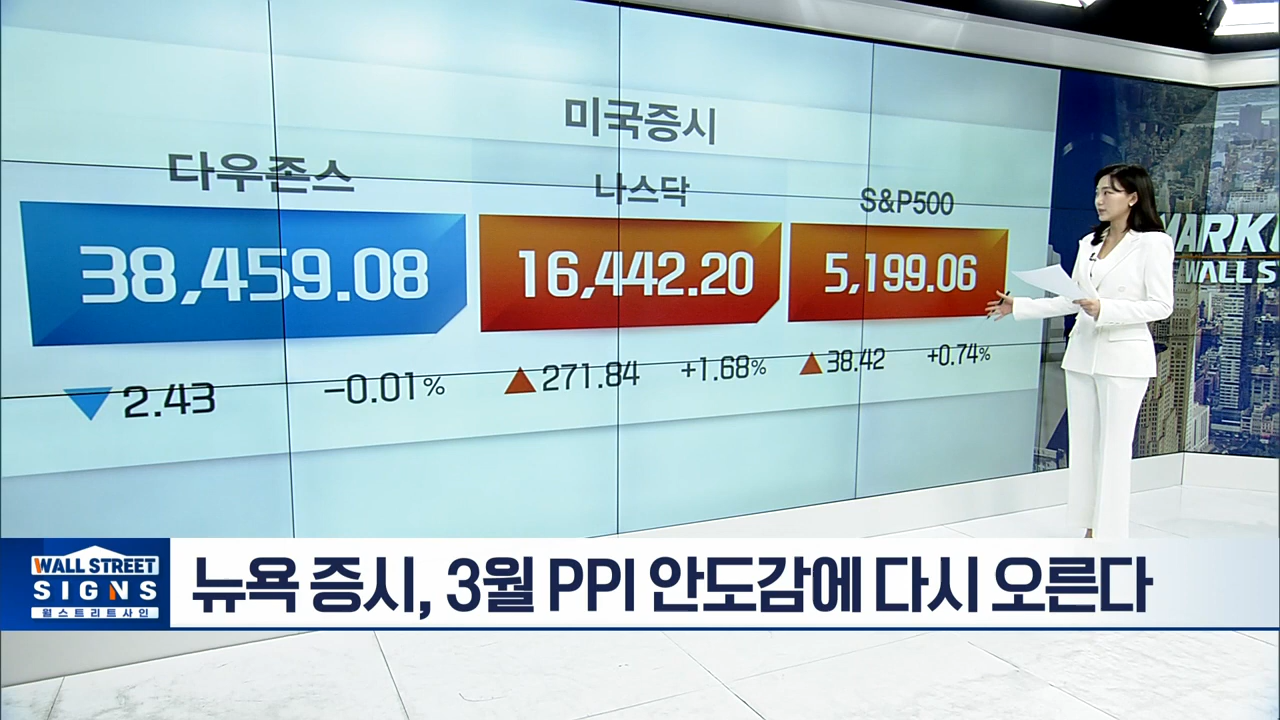 미국증시
다우존스
나스닥
S&P500
38,459.08
16,442.20
5,199.06
▼2.43 -0.01%
▲271.84 +1.68%
▲38.42 +0.74%
MARK
WALL S
WALL STREET
SIGNS
월스트리트사인
뉴욕 증시, 3월 PPI 안도감에 다시 오른다